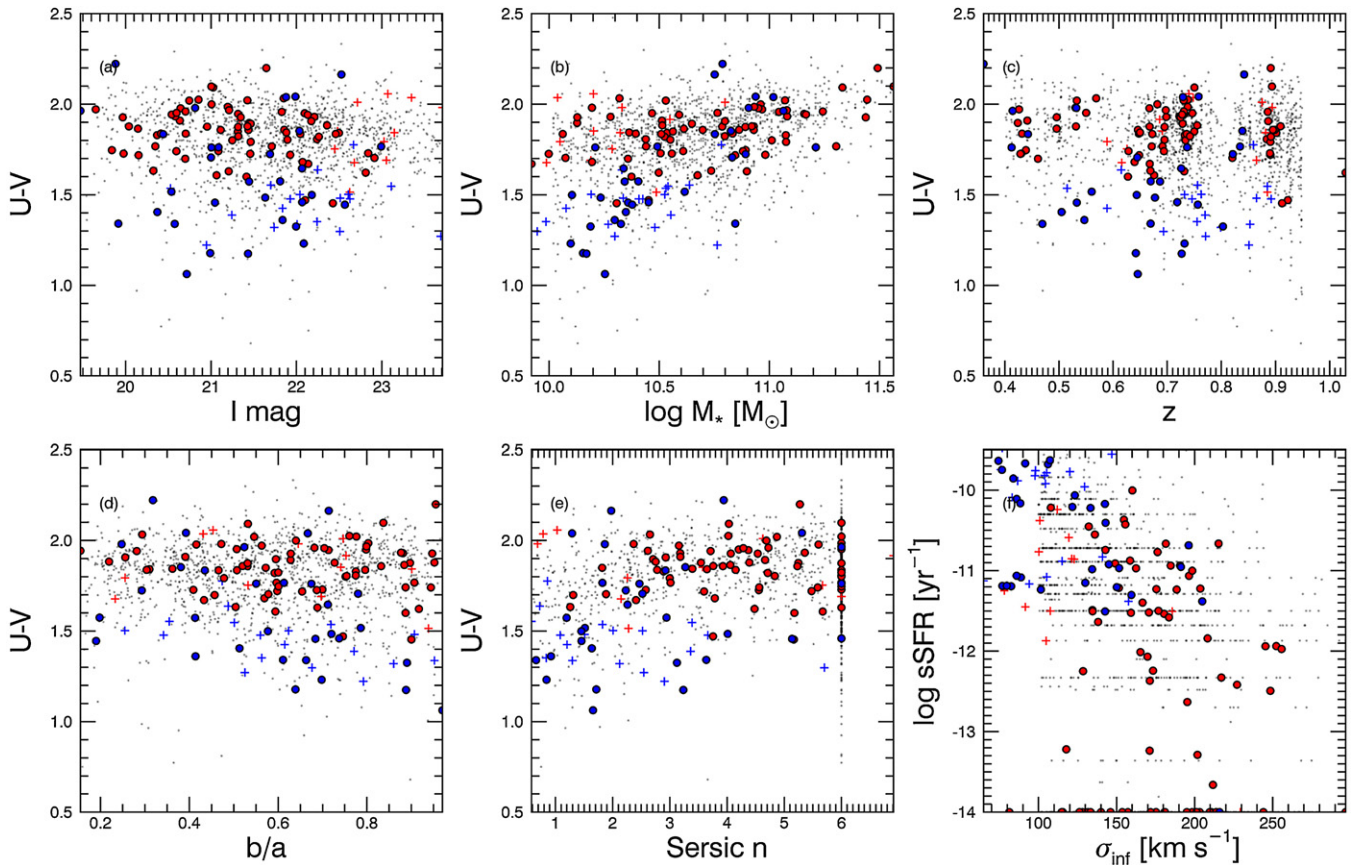 2.5
2.0
1.5
1.0
0.5
U-V
(a)
20 21 22 23
I mag
2.5
2.0
1.5
1.0
0.5
U-V
(b)
10.0 10.5 11.0 11.5
log M* [M⊙]
2.5
2.0
1.5
1.0
0.5
U-V
(c)
0.4 0.5 0.6 0.7 0.8 0.9 1.0
z
2.5
2.0
1.5
1.0
0.5
U-V
(d)
0.2 0.4 0.6 0.8
b/a
2.5
2.0
1.5
1.0
0.5
U-V
(e)
1 2 3 4 5 6
Sersic n
-10
-11
-12
-13
-14
log sSFR [yr⁻¹]
(f)
100 150 200 250
σinf [km s⁻¹]